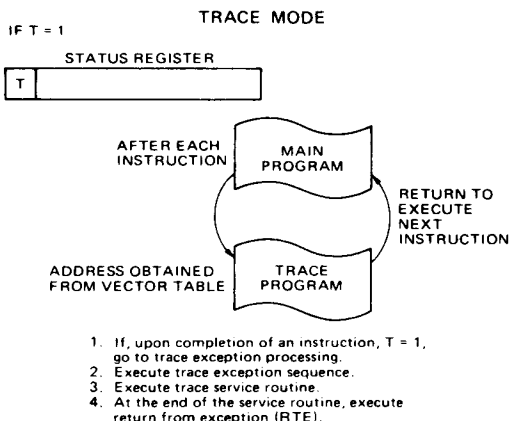 TRACE MODE
IF T = 1
STATUS REGISTER
T
AFTER EACH
INSTRUCTION
MAIN
PROGRAM
RETURN TO
EXECUTE
NEXT
INSTRUCTION
ADDRESS OBTAINED
FROM VECTOR TABLE
TRACE
PROGRAM
1. If, upon completion of an instruction, T = 1,
go to trace exception processing.
2. Execute trace exception sequence.
3. Execute trace service routine.
4. At the end of the service routine, execute
return from exception (RTE).